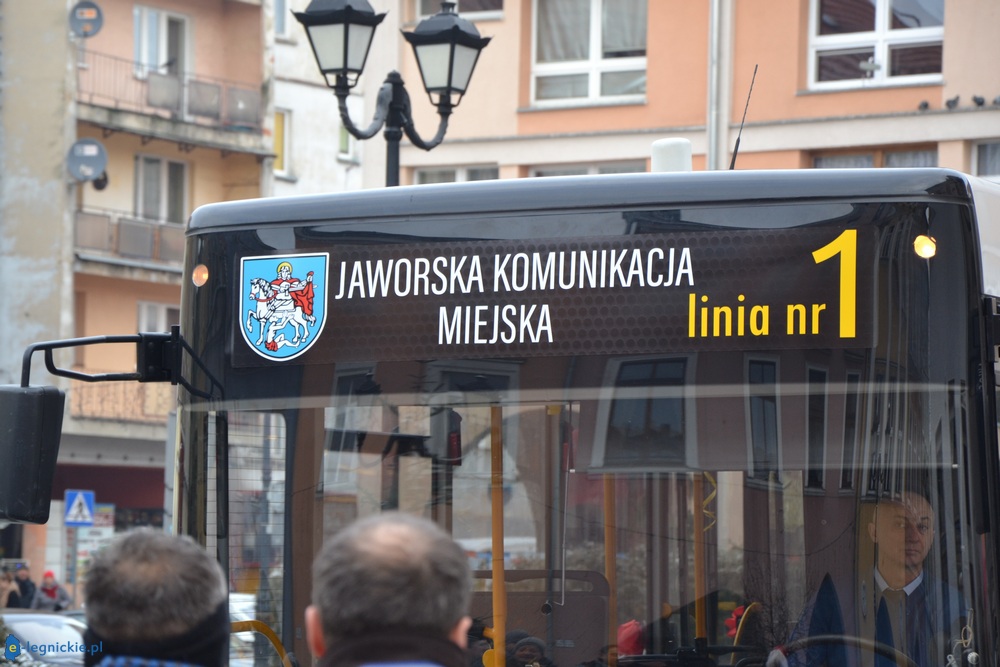 JAWORSKA KOMUNIKACJA
MIEJSKA
linia nr 1
e-legnickie.pl